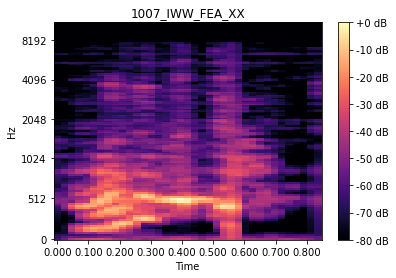 1007_IWW_FEA_XX
+0 dB
8192
-10 dB
4096
-20 dB
-30 dB
2048
Hz
-40 dB
1024
-50 dB
512
-60 dB
-70 dB
0
-80 dB
0.000 0.100 0.200 0.300 0.400 0.500 0.600 0.700 0.800
Time